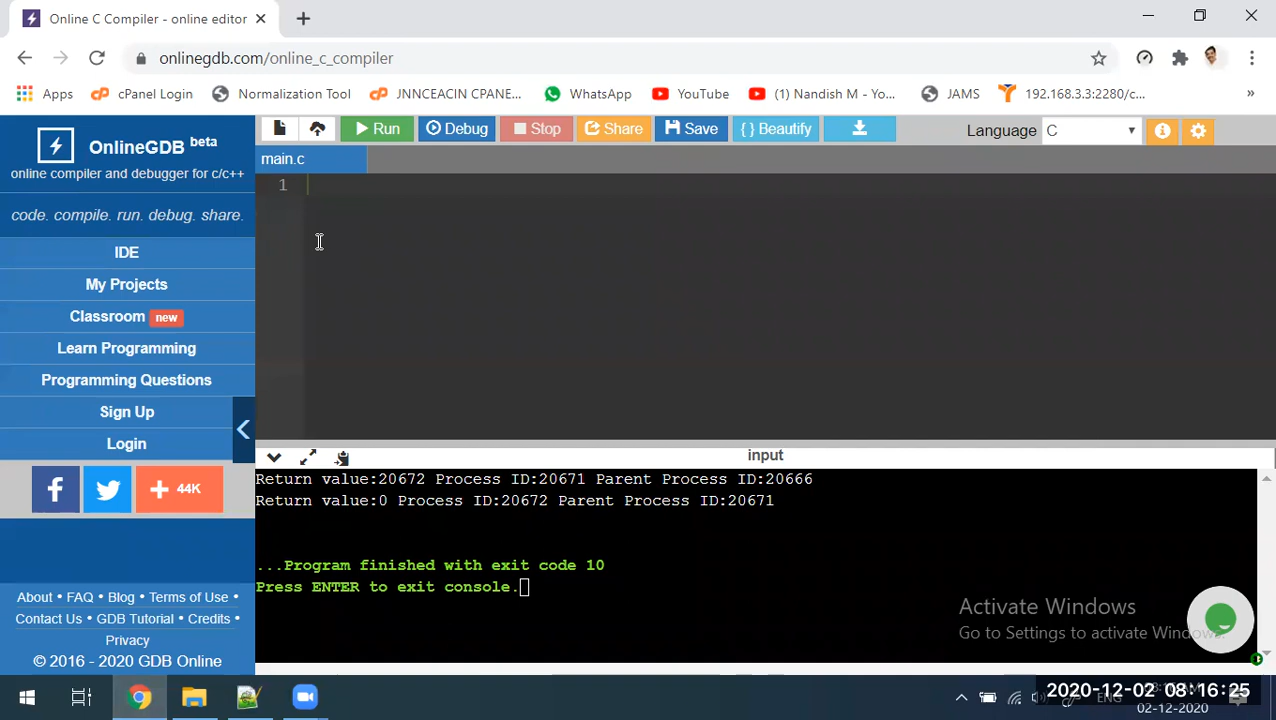 Online C Compiler - online editor
onlinegdb.com/online_c_compiler
Apps cPanel Login Normalization Tool JNNCEACIN CPANE... WhatsApp YouTube (1) Nandish M - Yo... JAMS 192.168.3.3:2280/c... »
Run Debug Stop Share Save { } Beautify Language C
OnlineGDB beta
online compiler and debugger for c/c++
code. compile. run. debug. share.
IDE
My Projects
Classroom new
Learn Programming
Programming Questions
Sign Up
Login
44K
About • FAQ • Blog • Terms of Use •
Contact Us • GDB Tutorial • Credits •
Privacy
© 2016 - 2020 GDB Online
main.c
1
input
Return value:20672 Process ID:20671 Parent Process ID:20666
Return value:0 Process ID:20672 Parent Process ID:20671
...Program finished with exit code 10
Press ENTER to exit console.
Activate Windows
Go to Settings to activate Windows.
2020-12-02 08:16:25
ENG
02-12-2020